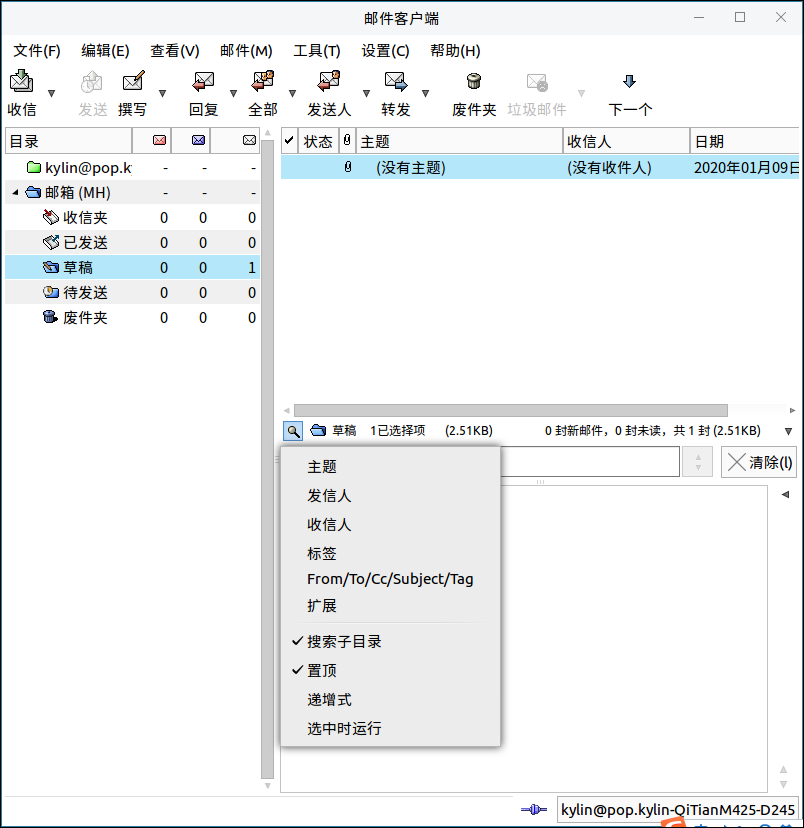 邮件客户端
文件(F) 编辑(E) 查看(V) 邮件(M) 工具(T) 设置(C) 帮助(H)
收信 发送 撰写 回复 全部 发送人 转发 废件夹 垃圾邮件 下一个
目录
状态 主题 收信人 日期
kylin@pop.k - - -
(没有主题) (没有收件人) 2020年01月09日
邮箱 (MH) - - -
收信夹 0 0 0
已发送 0 0 0
草稿 0 0 1
待发送 0 0 0
废件夹 0 0 0
草稿 1已选择项 (2.51KB) 0 封新邮件，0 封未读，共 1 封 (2.51KB)
清除(I)
主题
发信人
收信人
标签
From/To/Cc/Subject/Tag
扩展
搜索子目录
置顶
递增式
选中时运行
kylin@pop.kylin-QiTianM425-D245